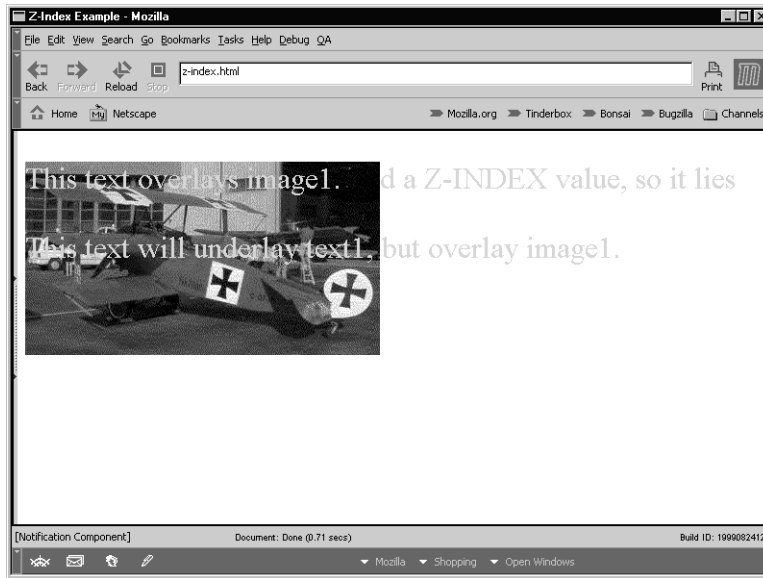 Z-Index Example - Mozilla
File Edit View Search Go Bookmarks Tasks Help Debug QA
Back Forward Reload Stop z-index.html Print
Home My Netscape Mozilla.org Tinderbox Bonsai Bugzilla Channels
This text overlays image1. d a Z-INDEX value, so it lies
This text will underlay text1, but overlay image1.
[Notification Component] Document: Done (0.71 secs) Build ID: 1999082412
Mozilla Shopping Open Windows